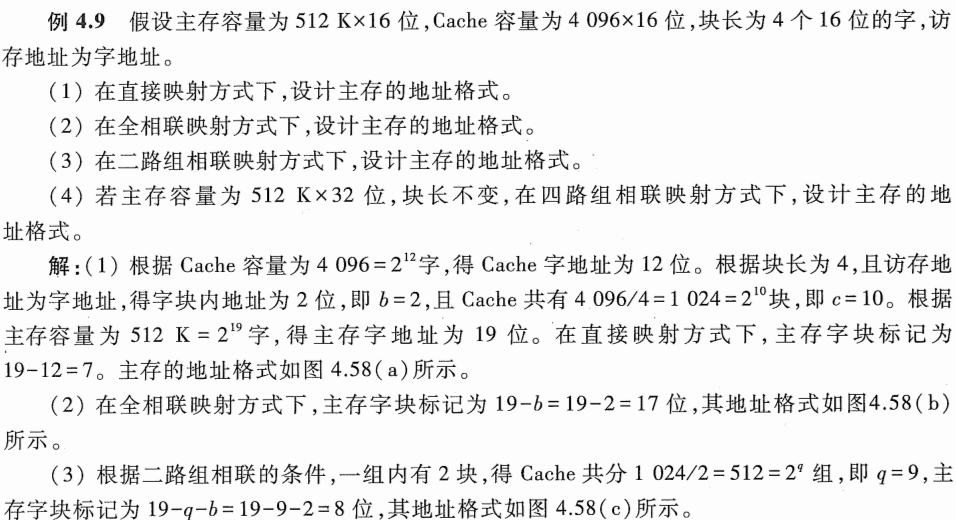 例 4.9 假设主存容量为 512 K×16 位,Cache 容量为 4 096×16 位,块长为 4 个 16 位的字,访
存地址为字地址。
(1) 在直接映射方式下,设计主存的地址格式。
(2) 在全相联映射方式下,设计主存的地址格式。
(3) 在二路组相联映射方式下,设计主存的地址格式。
(4) 若主存容量为 512 K×32 位,块长不变,在四路组相联映射方式下,设计主存的地
址格式。
解:(1) 根据 Cache 容量为 4 096=2¹²字,得 Cache 字地址为 12 位。根据块长为 4,且访存地
址为字地址,得字块内地址为 2 位,即 b=2,且 Cache 共有 4 096/4=1 024=2¹⁰块,即 c=10。根据
主存容量为 512 K=2¹⁹字,得主存字地址为 19 位。在直接映射方式下,主存字块标记为
19-12=7。主存的地址格式如图 4.58(a)所示。
(2) 在全相联映射方式下,主存字块标记为 19-b=19-2=17 位,其地址格式如图4.58(b)
所示。
(3) 根据二路组相联的条件,一组内有 2 块,得 Cache 共分 1 024/2=512=2^q 组,即 q=9,主
存字块标记为 19-q-b=19-9-2=8 位,其地址格式如图 4.58(c)所示。